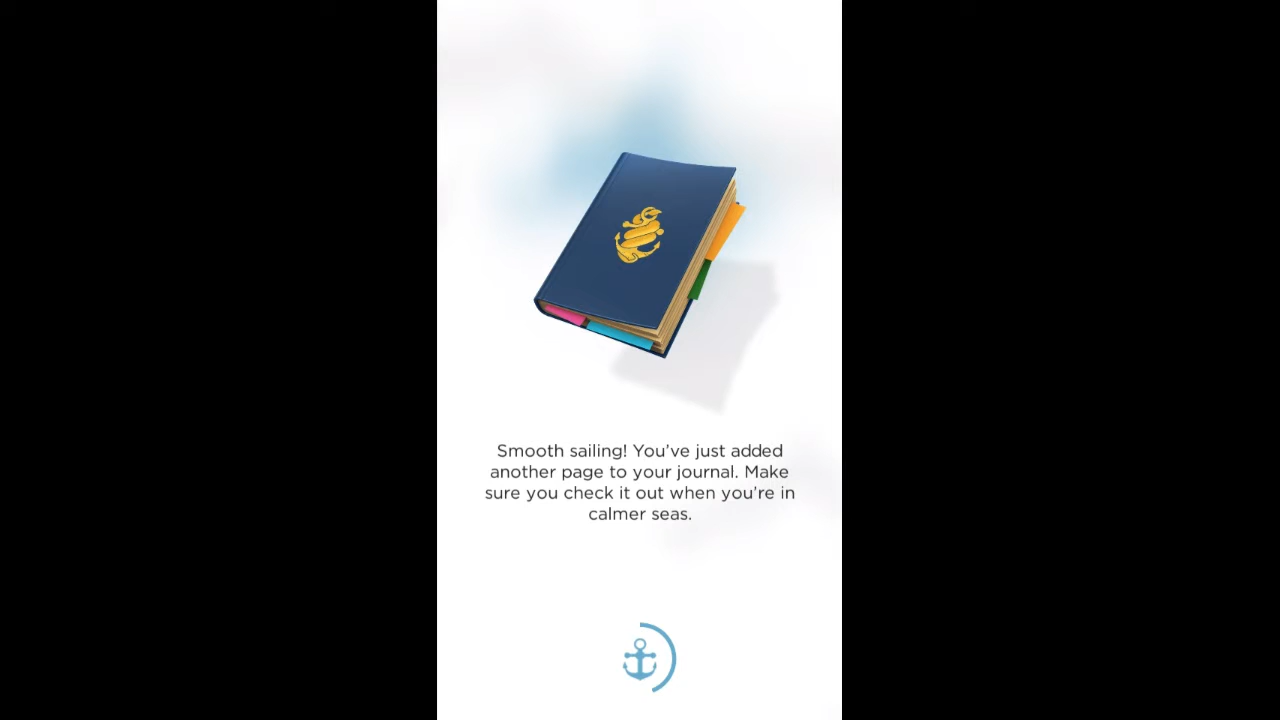 Smooth sailing! You’ve just added
another page to your journal. Make
sure you check it out when you’re in
calmer seas.